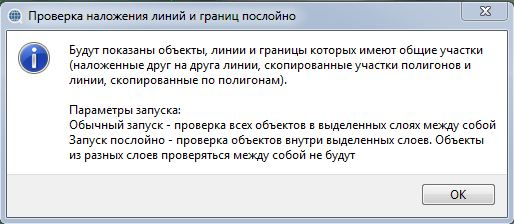 Проверка наложения линий и границ послойно
Будут показаны объекты, линии и границы которых имеют общие участки
(наложенные друг на друга линии, скопированные участки полигонов и
линии, скопированные по полигонам).
Параметры запуска:
Обычный запуск - проверка всех объектов в выделенных слоях между собой
Запуск послойно - проверка объектов внутри выделенных слоев. Объекты
из разных слоев проверяться между собой не будут
ОК